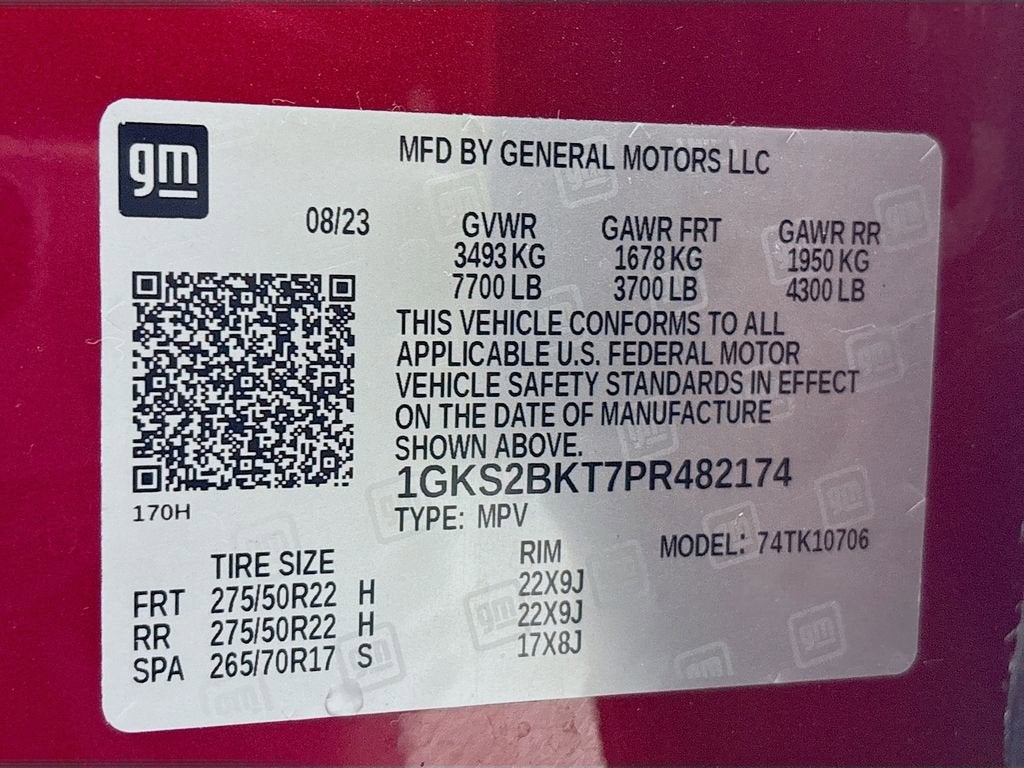 gm
MFD BY GENERAL MOTORS LLC
08/23
GVWR GAWR FRT GAWR RR
3493 KG 1678 KG 1950 KG
7700 LB 3700 LB 4300 LB
THIS VEHICLE CONFORMS TO ALL
APPLICABLE U.S. FEDERAL MOTOR
VEHICLE SAFETY STANDARDS IN EFFECT
ON THE DATE OF MANUFACTURE
SHOWN ABOVE.
1GKS2BKT7PR482174
170H
TYPE: MPV
MODEL: 74TK10706
TIRE SIZE RIM
FRT 275/50R22 H 22X9J
RR 275/50R22 H 22X9J
SPA 265/70R17 S 17X8J